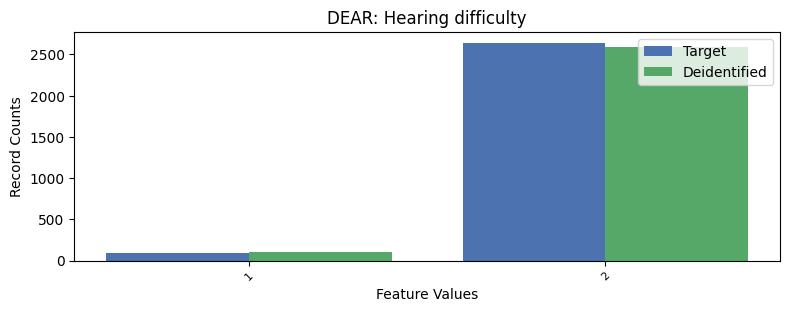 DEAR: Hearing difficulty
Target
Deidentified
Record Counts
2500
2000
1500
1000
500
0
1
2
Feature Values